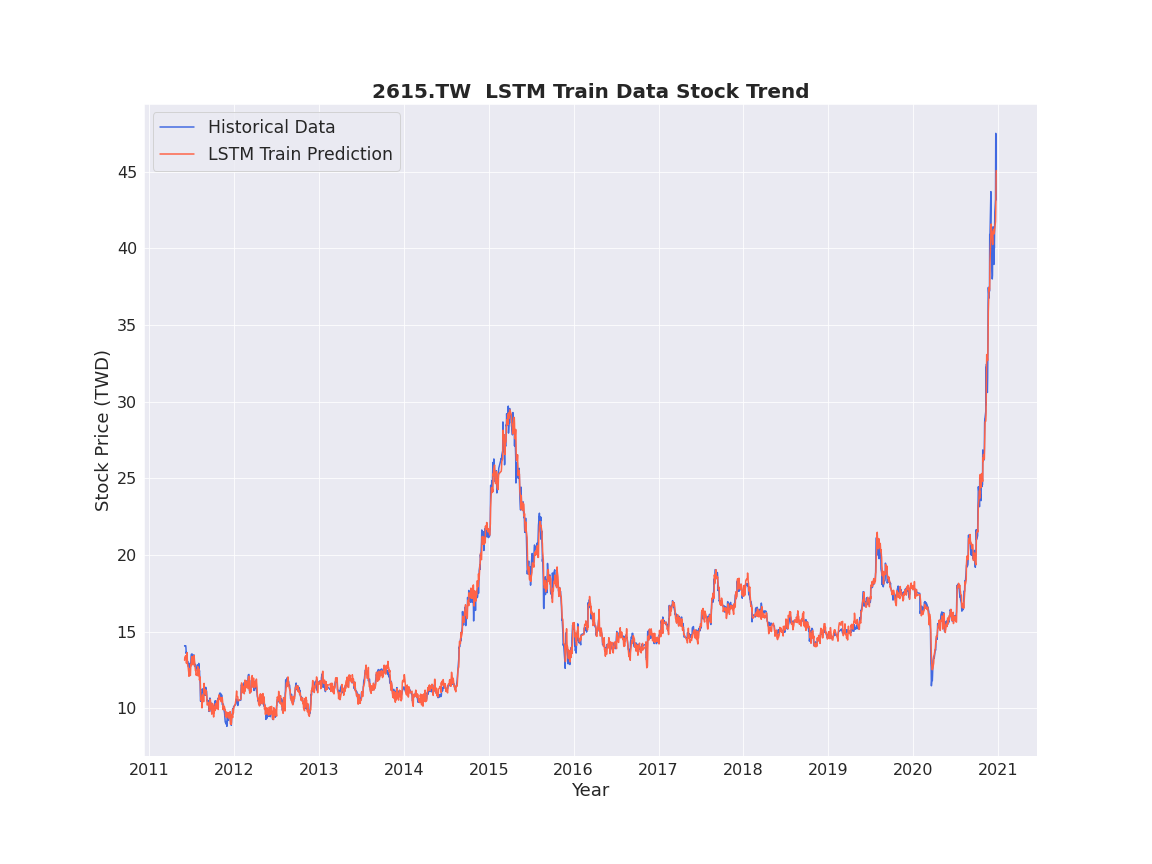 2615.TW  LSTM Train Data Stock Trend
Historical Data
LSTM Train Prediction
Stock Price (TWD)
45
40
35
30
25
20
15
10
2011 2012 2013 2014 2015 2016 2017 2018 2019 2020 2021
Year